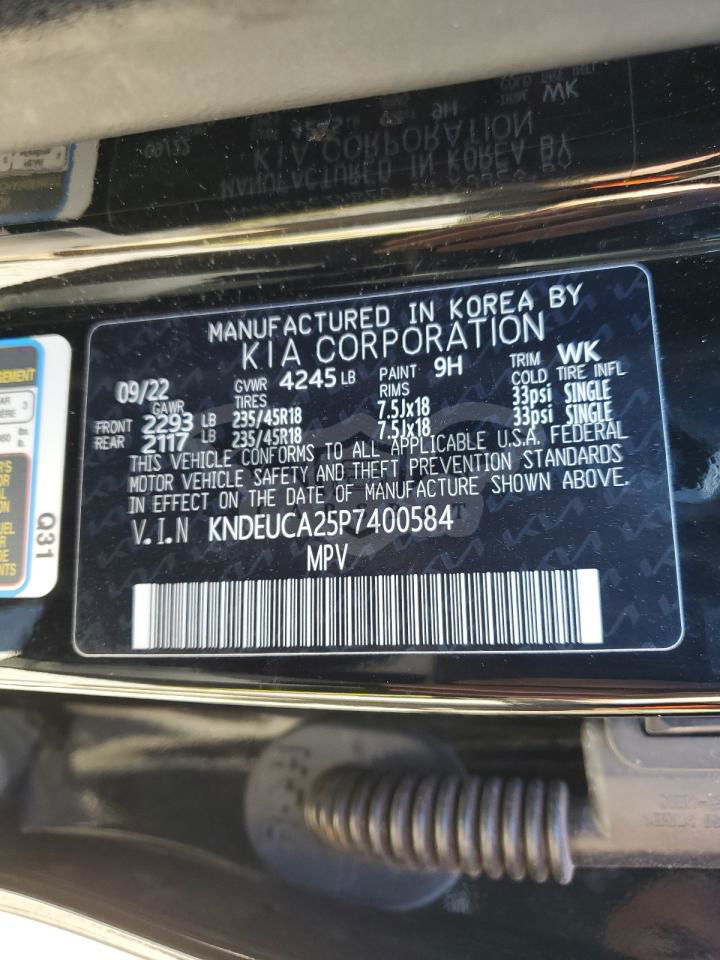 MANUFACTURED IN KOREA BY
KIA CORPORATION
09/22 GVWR 4245 LB PAINT 9H TRIM WK
GAWR TIRES RIMS COLD TIRE INFL
FRONT 2293 LB 235/45R18 7.5Jx18 33psi SINGLE
REAR 2117 LB 235/45R18 7.5Jx18 33psi SINGLE
THIS VEHICLE CONFORMS TO ALL APPLICABLE U.S.A. FEDERAL
MOTOR VEHICLE SAFETY AND THEFT PREVENTION STANDARDS
IN EFFECT ON THE DATE OF MANUFACTURE SHOWN ABOVE.
V.I.N KNDEUCA25P7400584
MPV
Q31